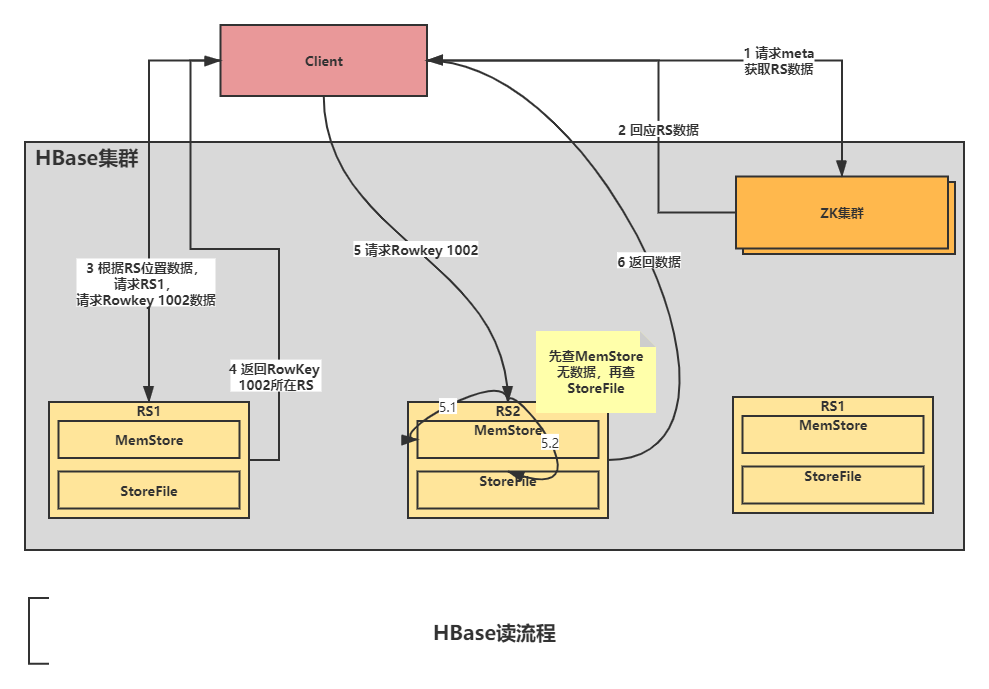 Client
1 请求meta
获取RS数据
2 回应RS数据
HBase集群
ZK集群
5 请求Rowkey 1002
6 返回数据
3 根据RS位置数据，
请求RS1，
请求Rowkey 1002数据
4 返回RowKey
1002所在RS
先查MemStore
无数据，再查
StoreFile
RS1
MemStore
StoreFile
5.1
RS2
MemStore
5.2
StoreFile
RS1
MemStore
StoreFile
HBase读流程